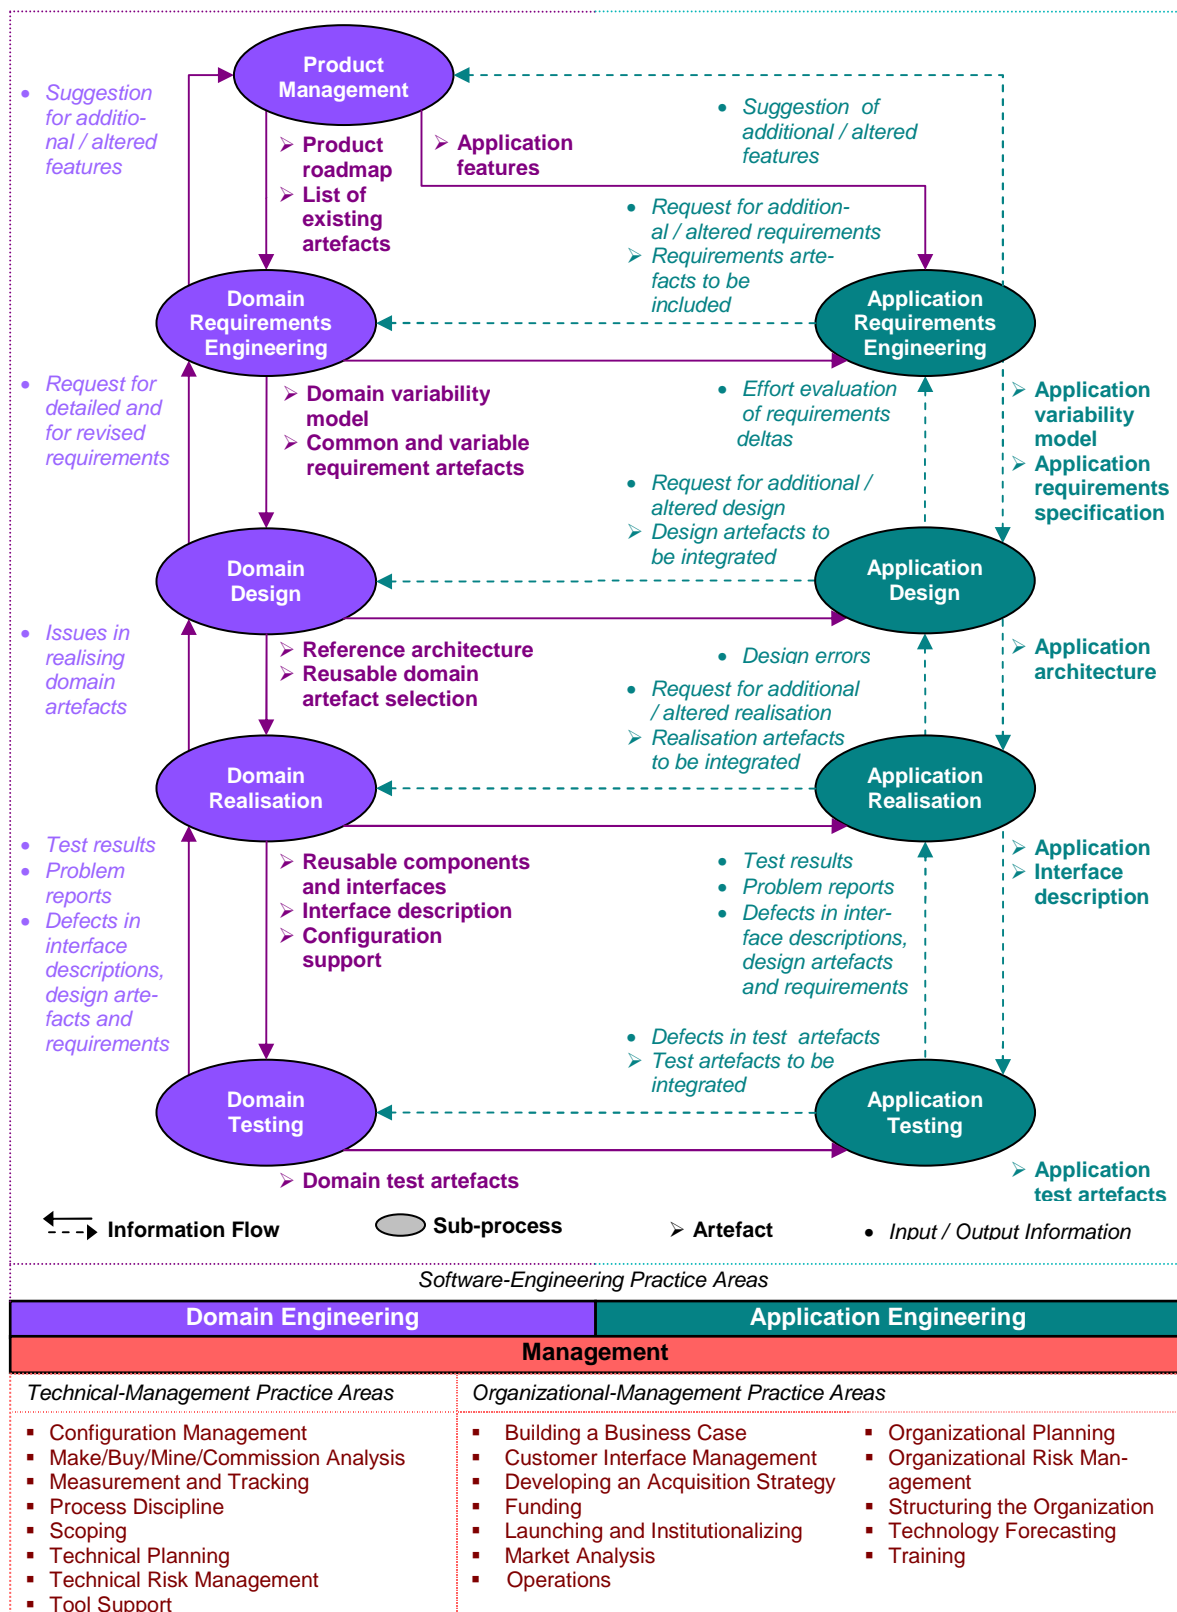 Product
Management
• Suggestion
for additio-
nal / altered
features
➢ Product
roadmap
➢ List of
existing
artefacts
➢ Application
features
• Suggestion of
additional / altered
features
• Request for addition-
al / altered requirements
➢ Requirements arte-
facts to be
included
Domain
Requirements
Engineering
Application
Requirements
Engineering
• Request for
detailed and
for revised
requirements
➢ Domain variability
model
➢ Common and variable
requirement artefacts
• Effort evaluation
of requirements
deltas
➢ Application
variability
model
➢ Application
requirements
specification
• Request for additional /
altered design
➢ Design artefacts to
be integrated
Domain
Design
Application
Design
• Issues in
realising
domain
artefacts
➢ Reference architecture
➢ Reusable domain
artefact selection
• Design errors
➢ Application
architecture
• Request for additional
/ altered realisation
➢ Realisation artefacts
to be integrated
Domain
Realisation
Application
Realisation
• Test results
• Problem
reports
• Defects in
interface
descriptions,
design arte-
facts and
requirements
➢ Reusable components
and interfaces
➢ Interface description
➢ Configuration
support
• Test results
• Problem reports
• Defects in inter-
face descriptions,
design artefacts
and requirements
➢ Application
➢ Interface
description
• Defects in test artefacts
➢ Test artefacts to be
integrated
Domain
Testing
Application
Testing
➢ Domain test artefacts
➢ Application
test artefacts
Information Flow
Sub-process
➢ Artefact
• Input / Output Information
Software-Engineering Practice Areas
Domain Engineering
Application Engineering
Management
Technical-Management Practice Areas
▪ Configuration Management
▪ Make/Buy/Mine/Commission Analysis
▪ Measurement and Tracking
▪ Process Discipline
▪ Scoping
▪ Technical Planning
▪ Technical Risk Management
▪ Tool Support
Organizational-Management Practice Areas
▪ Building a Business Case
▪ Customer Interface Management
▪ Developing an Acquisition Strategy
▪ Funding
▪ Launching and Institutionalizing
▪ Market Analysis
▪ Operations
▪ Organizational Planning
▪ Organizational Risk Man-
agement
▪ Structuring the Organization
▪ Technology Forecasting
▪ Training